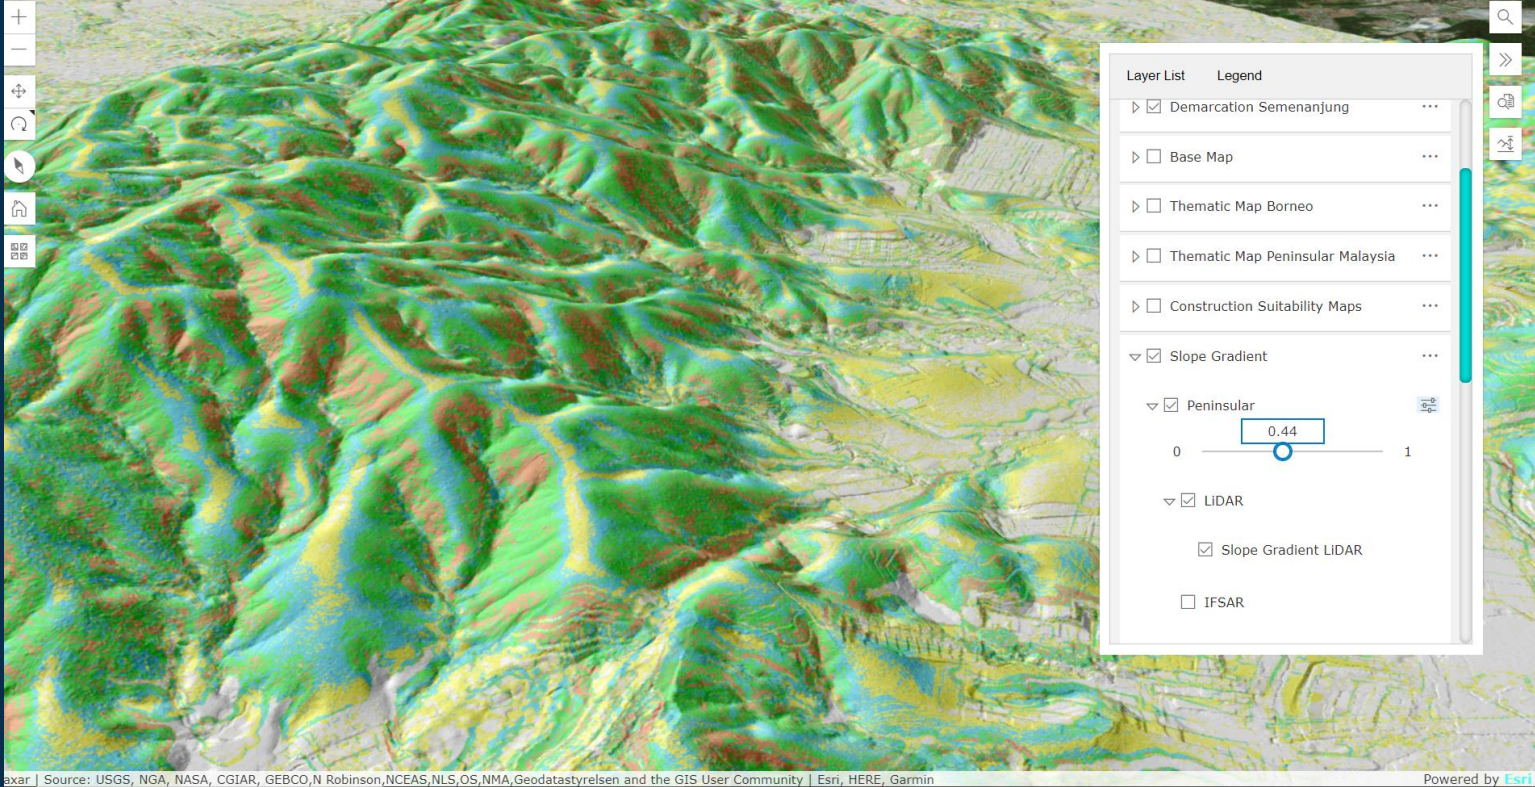 Layer List Legend
Demarcation Semenanjung
Base Map
Thematic Map Borneo
Thematic Map Peninsular Malaysia
Construction Suitability Maps
Slope Gradient
Peninsular
0.44
0 1
LiDAR
Slope Gradient LiDAR
IFSAR
axar | Source: USGS, NGA, NASA, CGIAR, GEBCO,N Robinson,NCEAS,NLS,OS,NMA,Geodatastyrelsen and the GIS User Community | Esri, HERE, Garmin
Powered by Esri